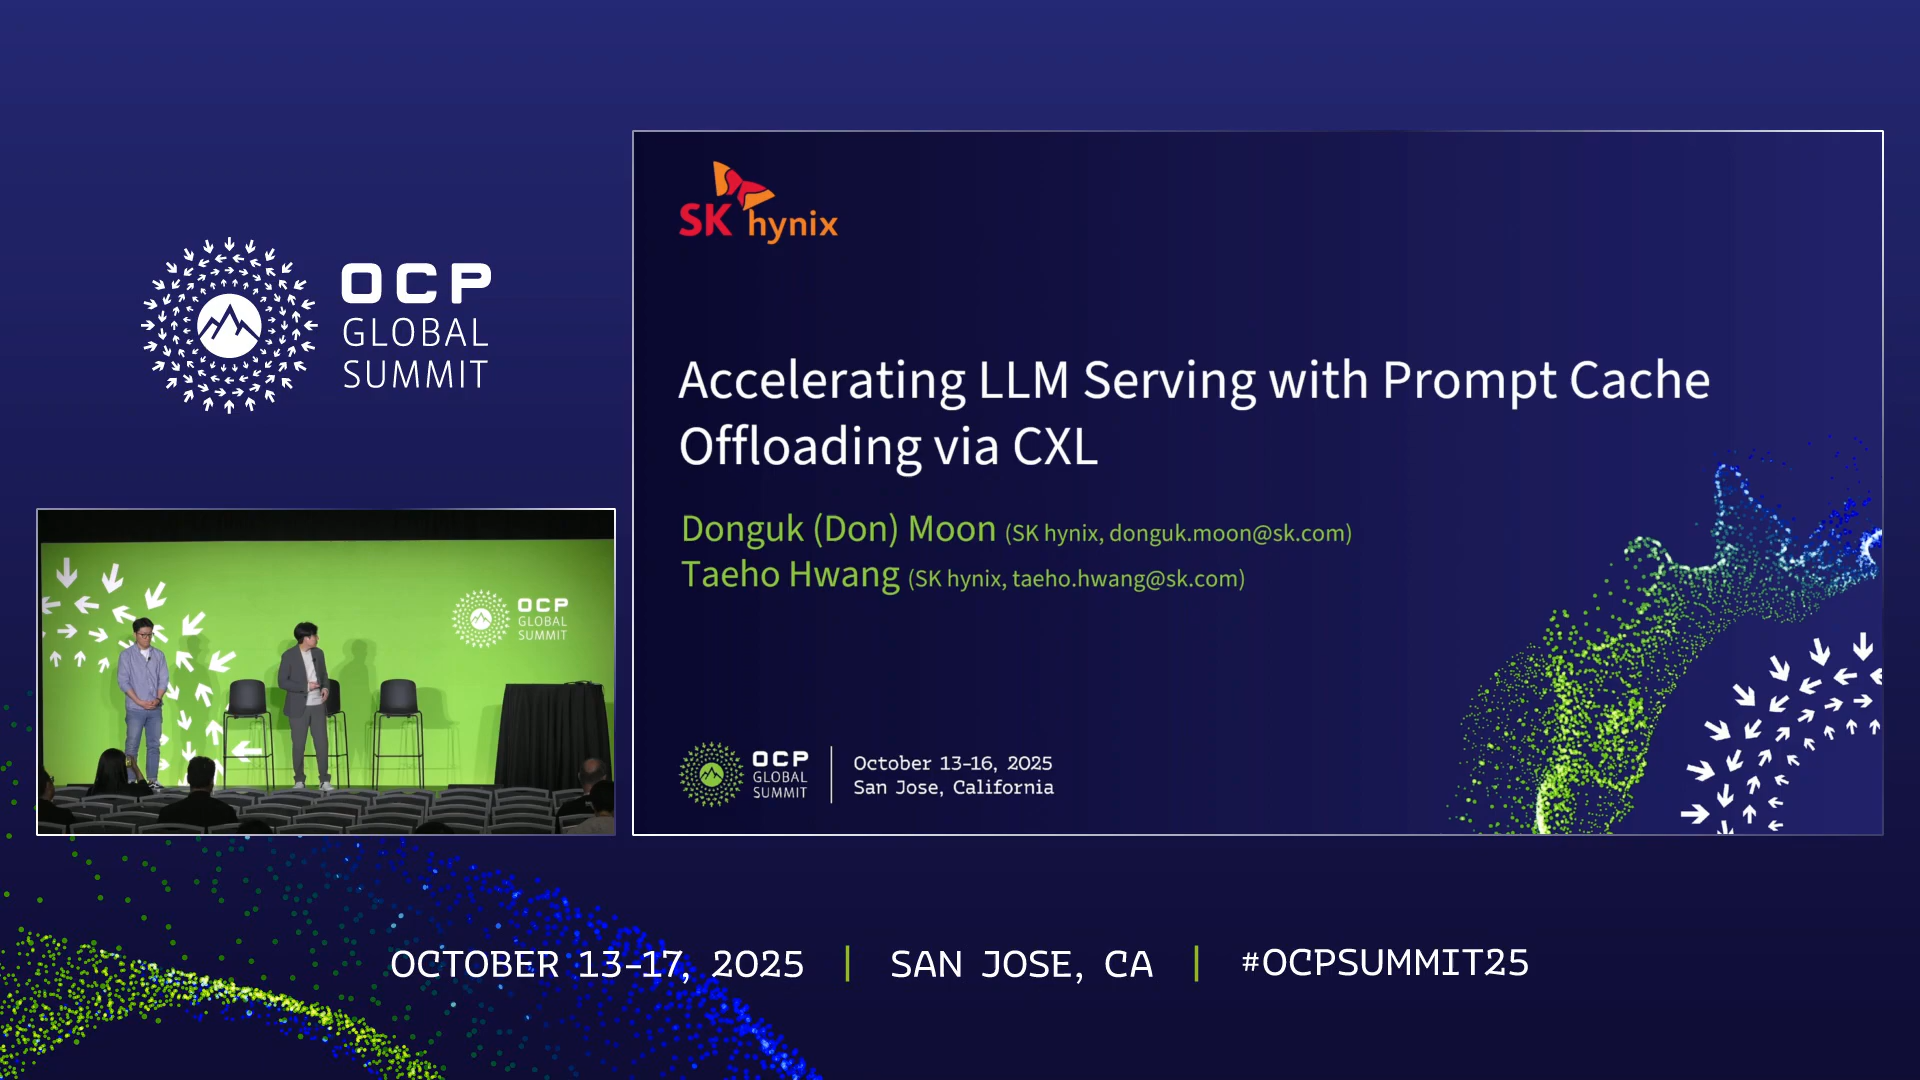 OCP
GLOBAL
SUMMIT
SK hynix
Accelerating LLM Serving with Prompt Cache
Offloading via CXL
Donguk (Don) Moon (SK hynix, donguk.moon@sk.com)
Taeho Hwang (SK hynix, taeho.hwang@sk.com)
OCP
GLOBAL
SUMMIT
October 13-16, 2025
San Jose, California
OCP
GLOBAL
SUMMIT
OCTOBER 13-17, 2025 | SAN JOSE, CA | #OCPSUMMIT25